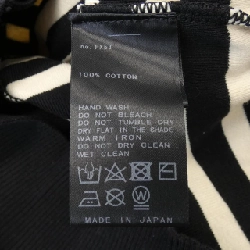 100% COTTON
HAND WASH
DO NOT BLEACH
DO NOT TUMBLE DRY
DRY FLAT IN THE SHADE
WARM IRON
DO NOT DRY CLEAN
WET CLEAN
MADE IN JAPAN